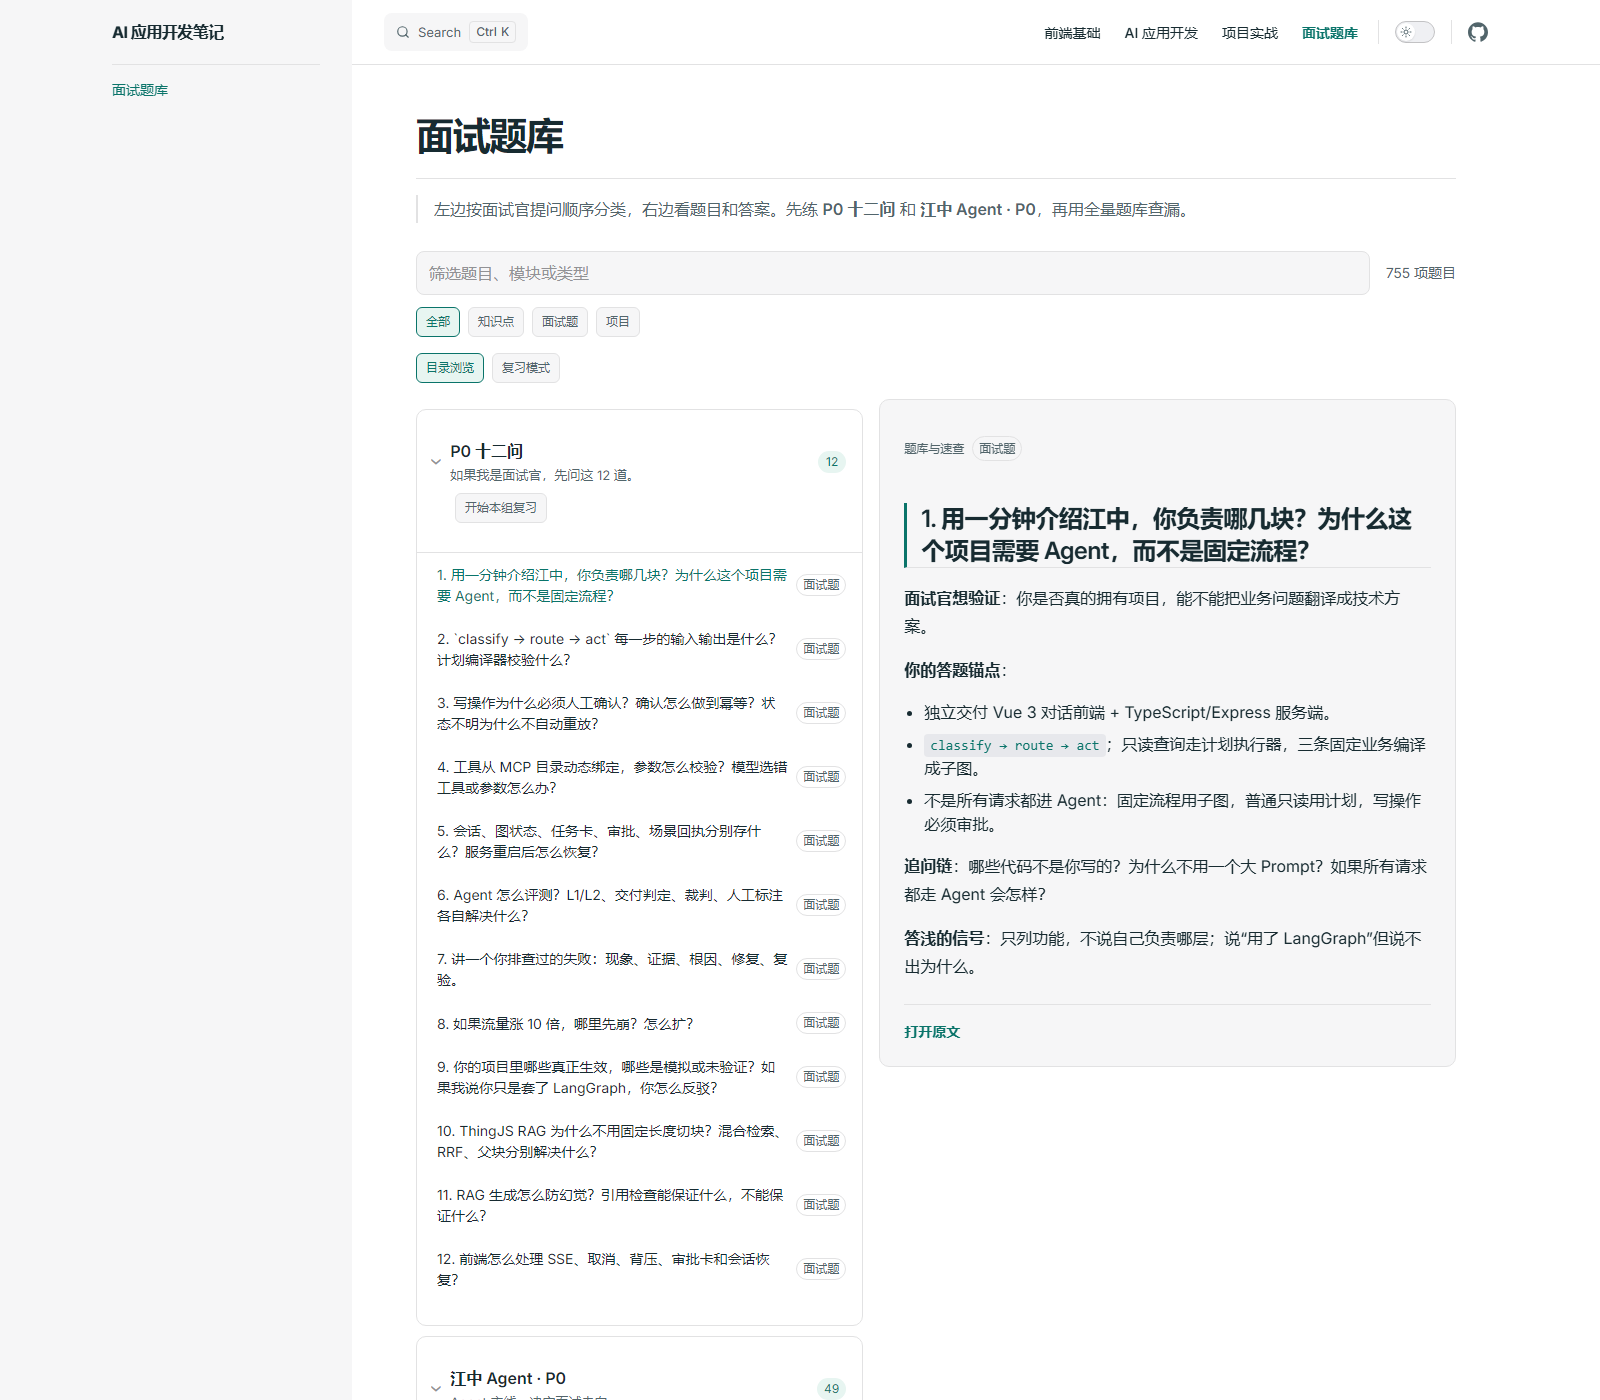 AI 应用开发笔记
面试题库
Search Ctrl K
前端基础 AI 应用开发 项目实战 面试题库
面试题库
左边按面试官提问顺序分类，右边看题目和答案。先练 P0 十二问 和 江中 Agent · P0，再用全量题库查漏。
筛选题目、模块或类型
755 项题目
全部 知识点 面试题 项目
目录浏览 复习模式
P0 十二问
如果我是面试官，先问这 12 道。
12
开始本组复习
1. 用一分钟介绍江中，你负责哪几块？为什么这个项目需
要 Agent，而不是固定流程？
面试题
2. `classify → route → act` 每一步的输入输出是什么？
计划编译器校验什么？
面试题
3. 写操作为什么必须人工确认？确认怎么做到幂等？状
态不明为什么不自动重放？
面试题
4. 工具从 MCP 目录动态绑定，参数怎么校验？模型选错
工具或参数怎么办？
面试题
5. 会话、图状态、任务卡、审批、场景回执分别存什
么？服务重启后怎么恢复？
面试题
6. Agent 怎么评测？L1/L2、交付判定、裁判、人工标注
各自解决什么？
面试题
7. 讲一个你排查过的失败：现象、证据、根因、修复、复
验。
面试题
8. 如果流量涨 10 倍，哪里先崩？怎么扩？
面试题
9. 你的项目里哪些真正生效，哪些是模拟或未验证？如
果我说你只是套了 LangGraph，你怎么反驳？
面试题
10. ThingJS RAG 为什么不用固定长度切块？混合检索、
RRF、父块分别解决什么？
面试题
11. RAG 生成怎么防幻觉？引用检查能保证什么，不能保
证什么？
面试题
12. 前端怎么处理 SSE、取消、背压、审批卡和会话恢
复？
面试题
江中 Agent · P0
49
题库与速查 面试题
1. 用一分钟介绍江中，你负责哪几块？为什么这
个项目需要 Agent，而不是固定流程？
面试官想验证：你是否真的拥有项目，能不能把业务问题翻译成技术方
案。
你的答题锚点：
• 独立交付 Vue 3 对话前端 + TypeScript/Express 服务端。
• classify → route → act；只读查询走计划执行器，三条固定业务编译
成子图。
• 不是所有请求都进 Agent：固定流程用子图，普通只读用计划，写操作
必须审批。
追问链：哪些代码不是你写的？为什么不用一个大 Prompt？如果所有请求
都走 Agent 会怎样？
答浅的信号：只列功能，不说自己负责哪层；说“用了 LangGraph”但说不
出为什么。
打开原文